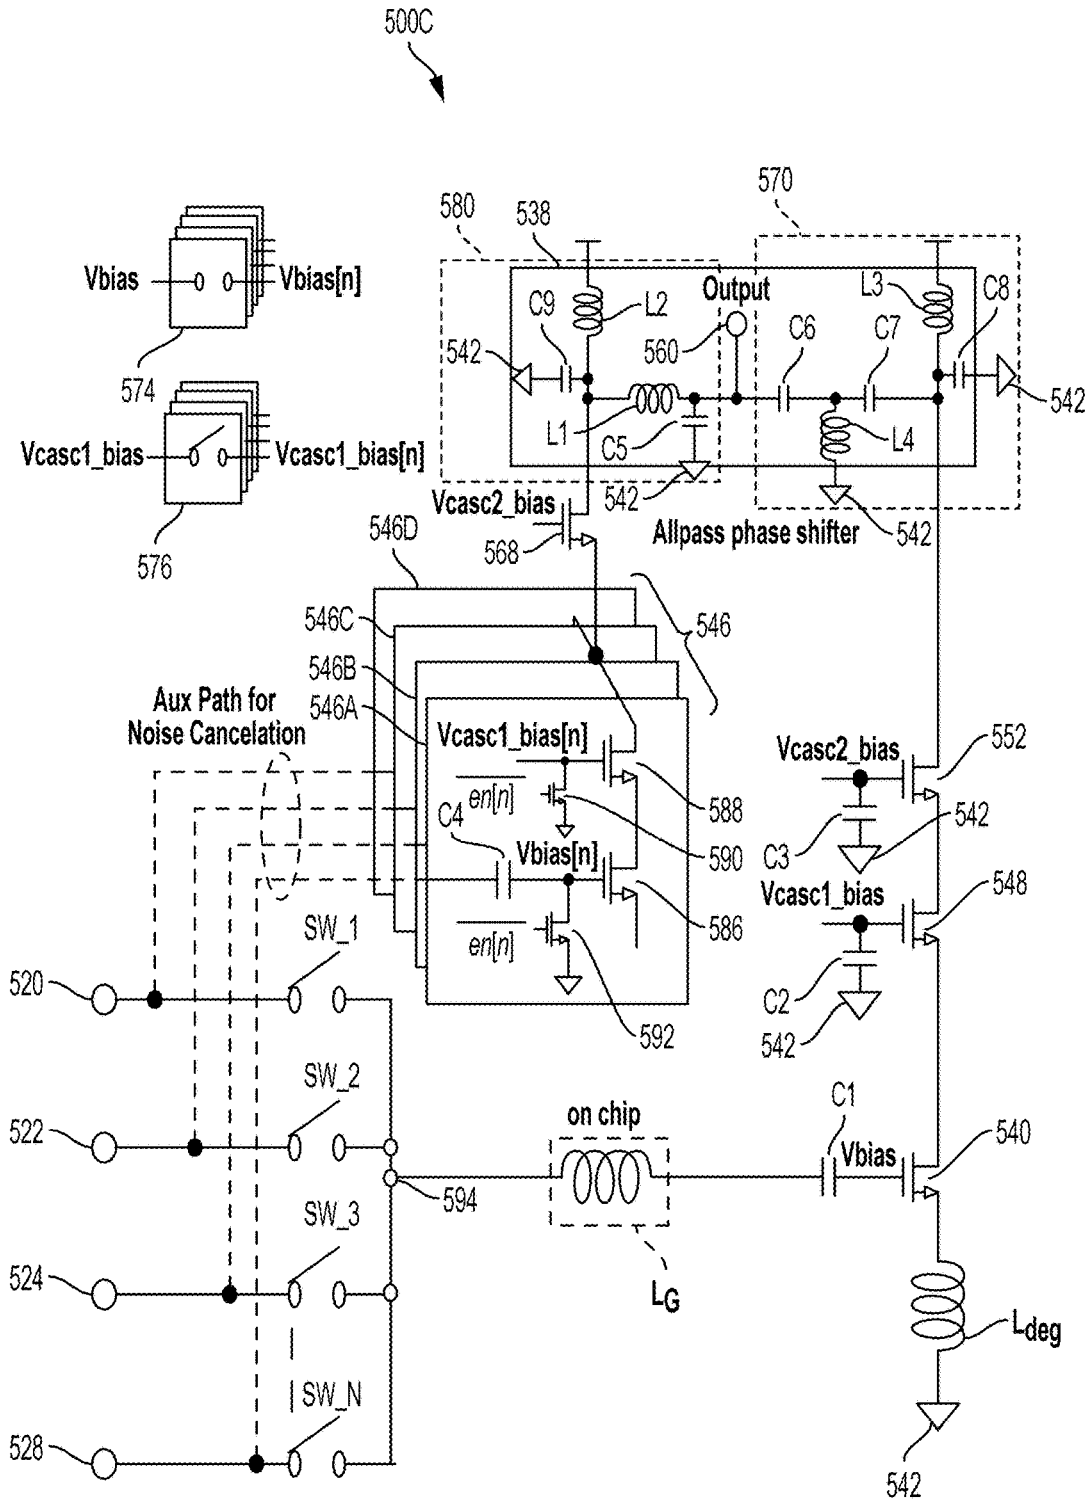 500C
570
580
538
Output
L2
L3
C8
C9
Vbias
Vbias[n]
574
542
560
C6
C7
542
L1
C5
L4
Vcasc1_bias
Vcasc1_bias[n]
576
542
Vcasc2_bias
568
Allpass phase shifter
542
546D
546C
546
546B
546A
Aux Path for
Noise Cancelation
Vcasc1_bias[n]
588
en[n]
C4
590
Vbias[n]
586
en[n]
592
Vcasc2_bias
552
C3
542
Vcasc1_bias
548
C2
542
520
SW_1
522
SW_2
594
on chip
LG
C1
Vbias
540
524
SW_3
Ldeg
528
SW_N
542